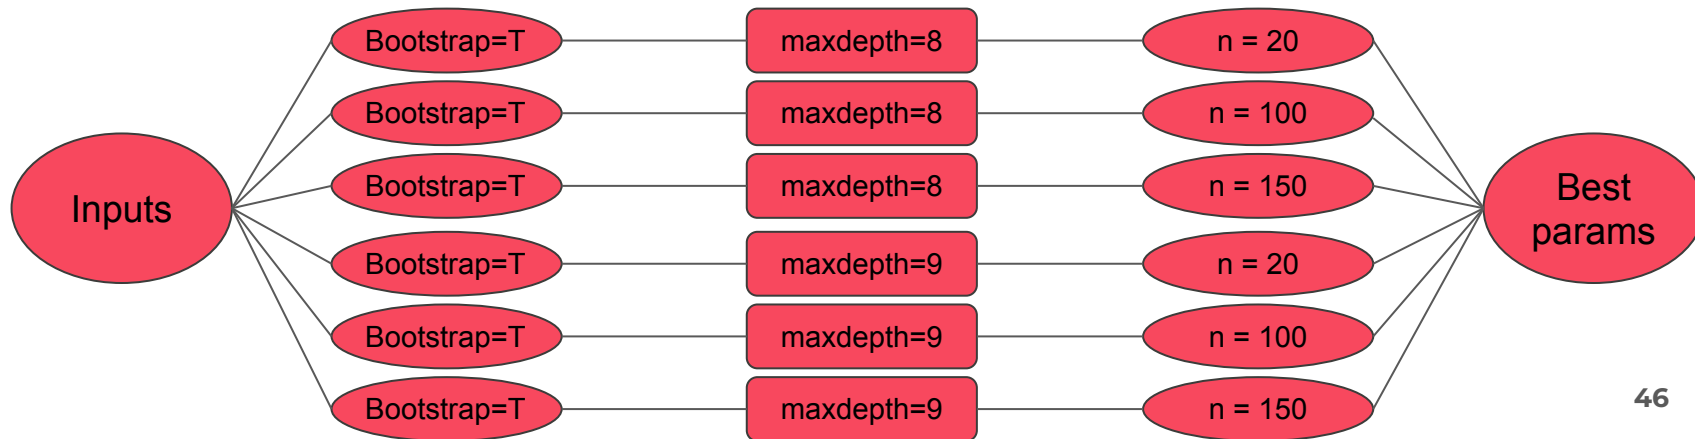 Bootstrap=T maxdepth=8 n = 20
Bootstrap=T maxdepth=8 n = 100
Bootstrap=T maxdepth=8 n = 150
Inputs
Best
params
Bootstrap=T maxdepth=9 n = 20
Bootstrap=T maxdepth=9 n = 100
Bootstrap=T maxdepth=9 n = 150
46